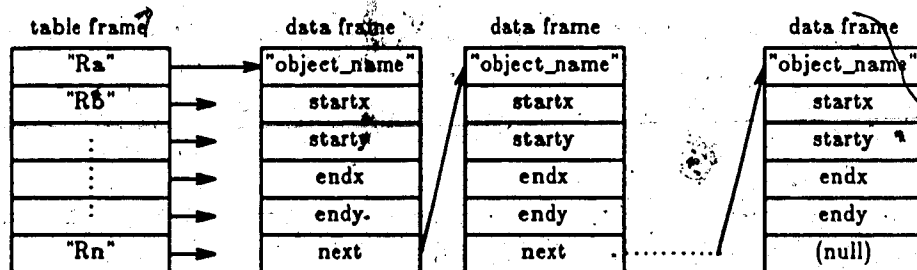 table frame data frame data frame data frame
"Ra" "object_name" "object_name" "object_name"
"Rb" startx startx startx
starty starty starty
endx endx endx
endy endy endy
"Rn" next next (null)